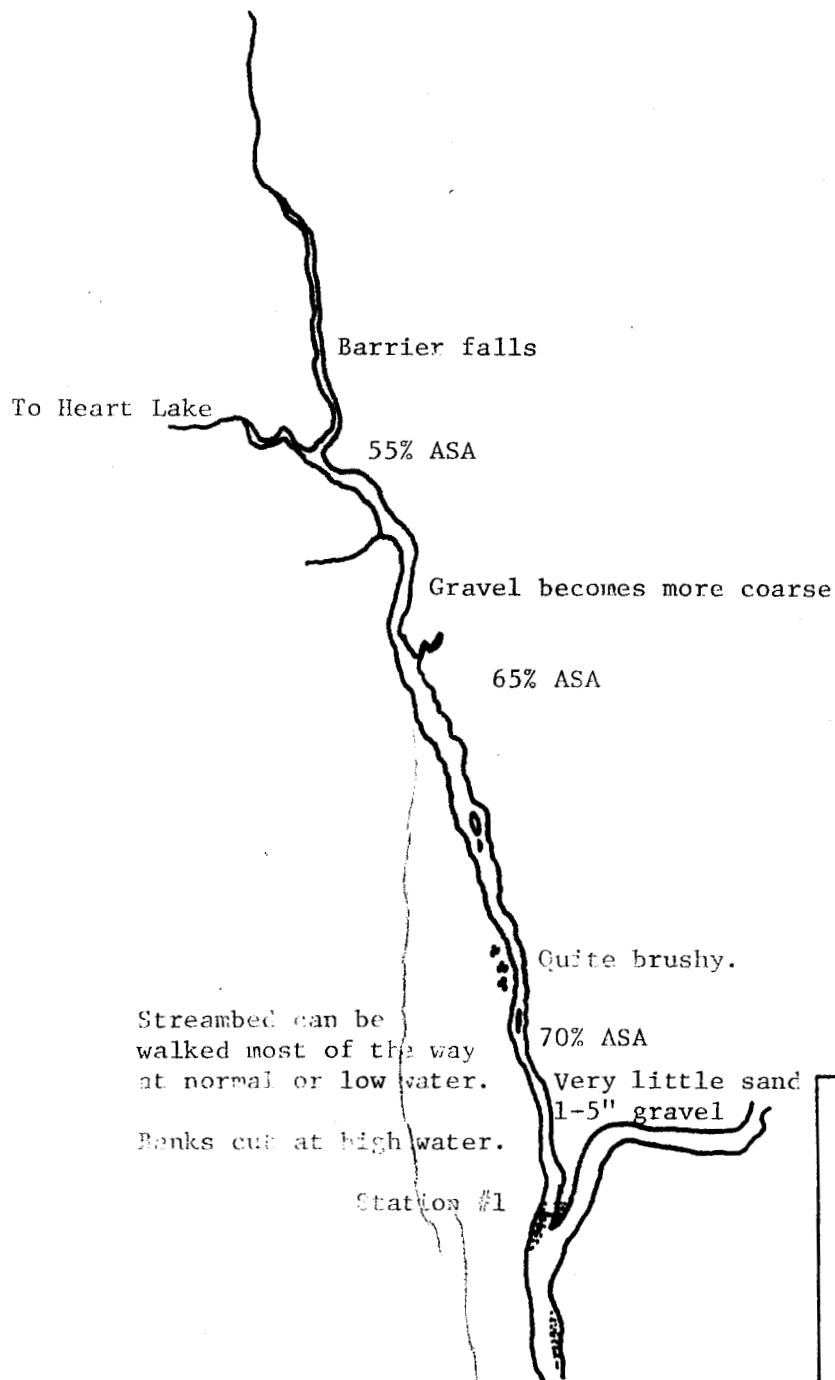 Barrier falls
To Heart Lake
55% ASA
Gravel becomes more coarse
65% ASA
Quite brushy.
Streambed can be
walked most of the way
at normal or low water.
70% ASA
Very little sand
1-5" gravel
Banks cut at high water.
Station #1